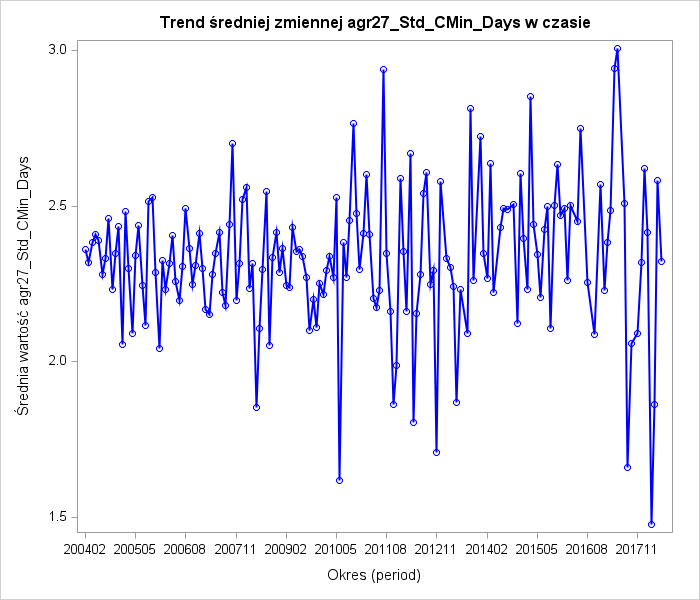 Trend średniej zmiennej agr27_Std_CMin_Days w czasie
Średnia wartość agr27_Std_CMin_Days
3.0
2.5
2.0
1.5
200402 200505 200608 200711 200902 201005 201108 201211 201402 201505 201608 201711
Okres (period)